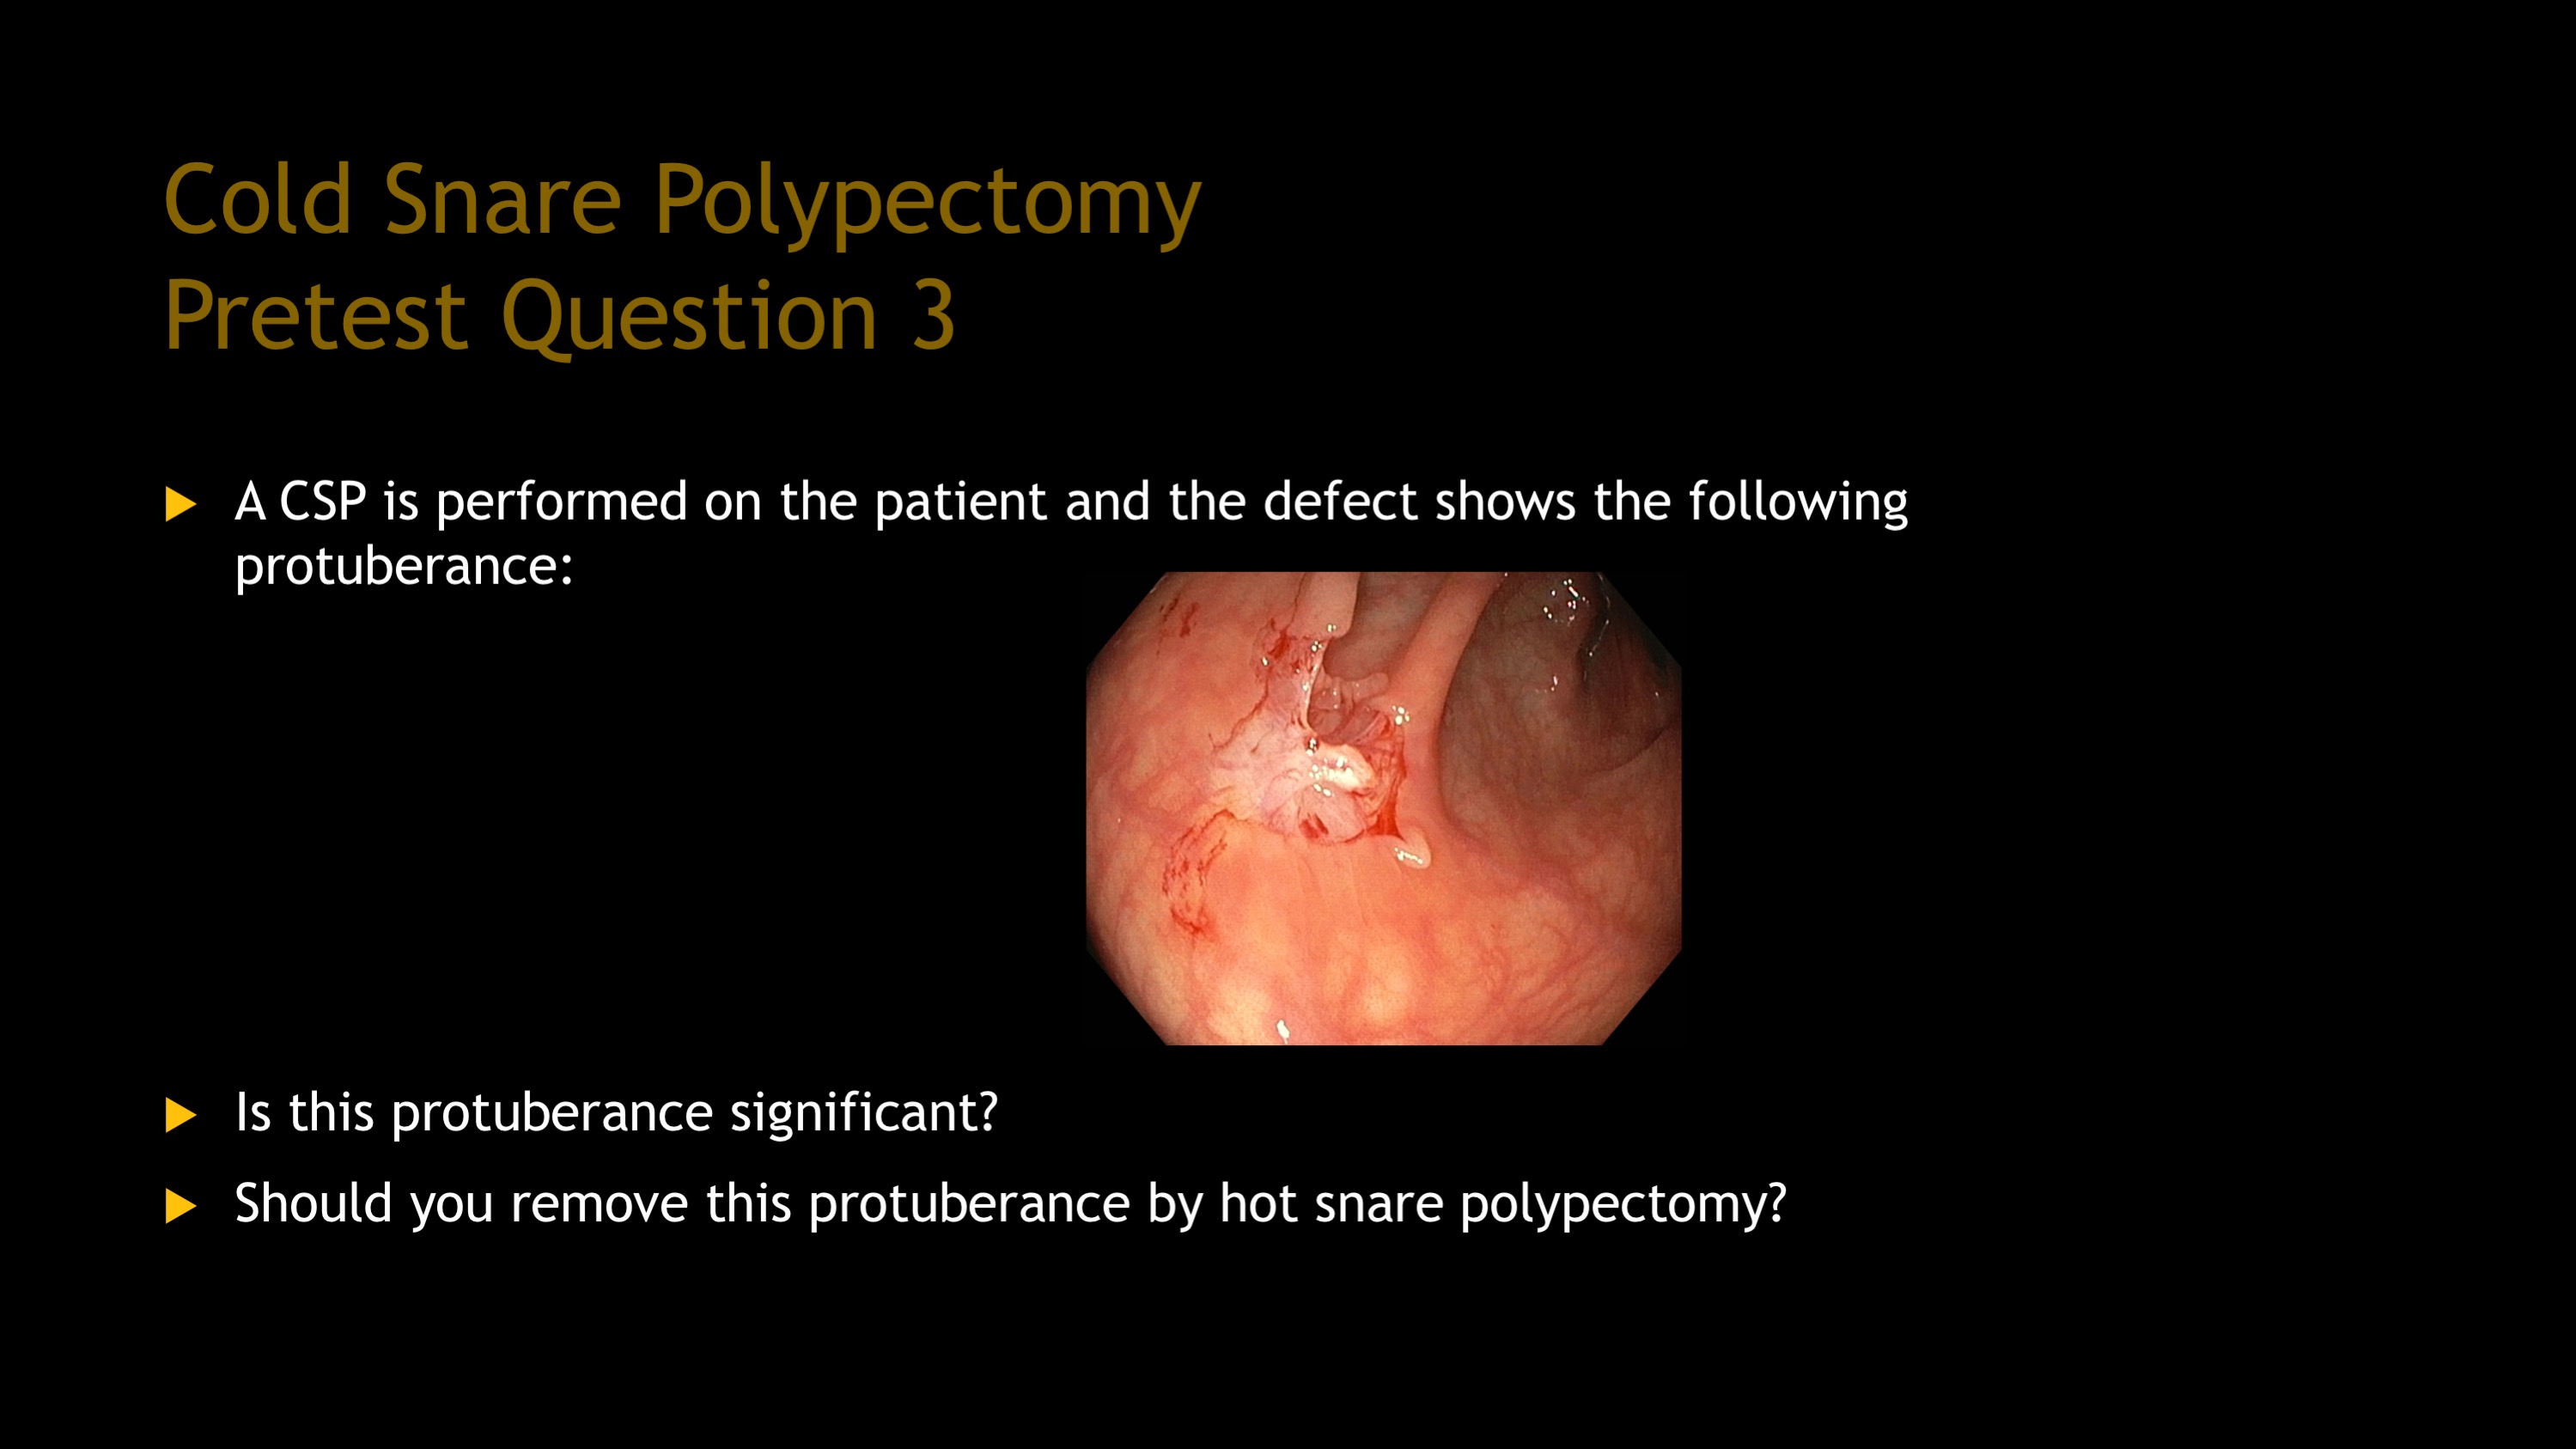 Cold Snare Polypectomy
Pretest Question 3
A CSP is performed on the patient and the defect shows the following
protuberance:
Is this protuberance significant?
Should you remove this protuberance by hot snare polypectomy?